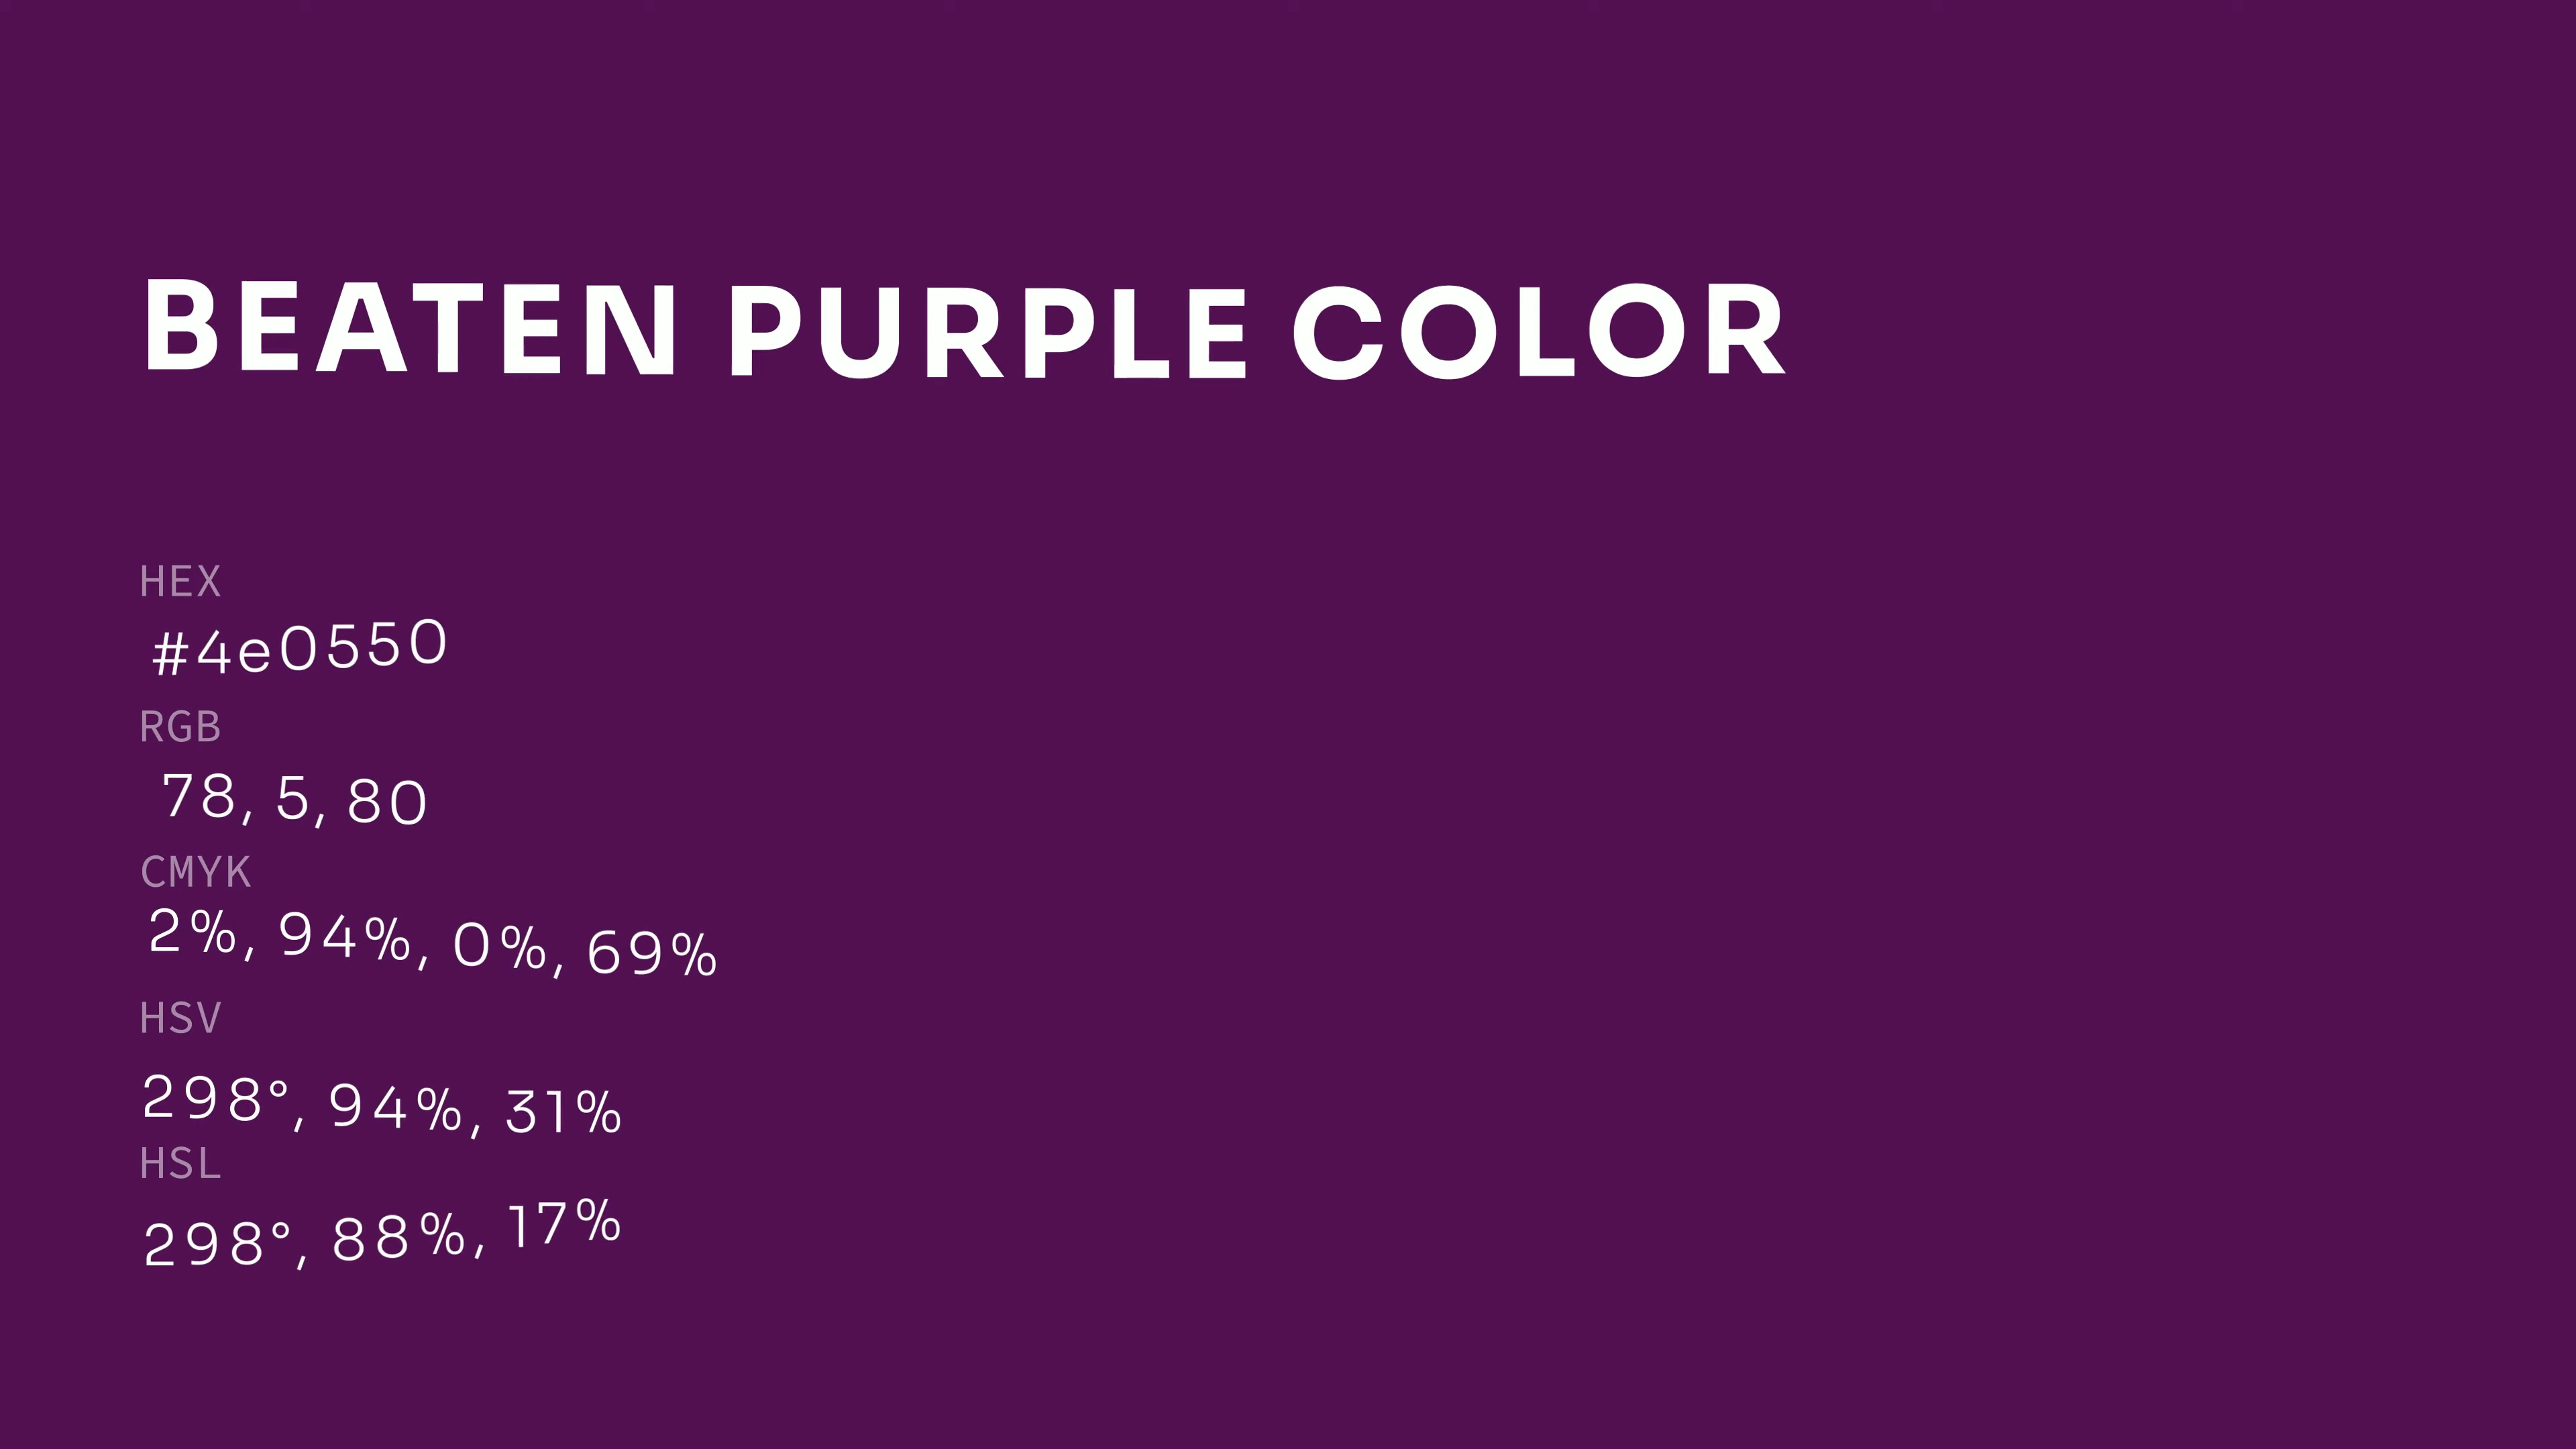 BEATEN PURPLE COLOR
HEX
#4e0550
RGB
78, 5, 80
CMYK
2%, 94%, 0%, 69%
HSV
298°, 94%, 31%
HSL
298°, 88%, 17%